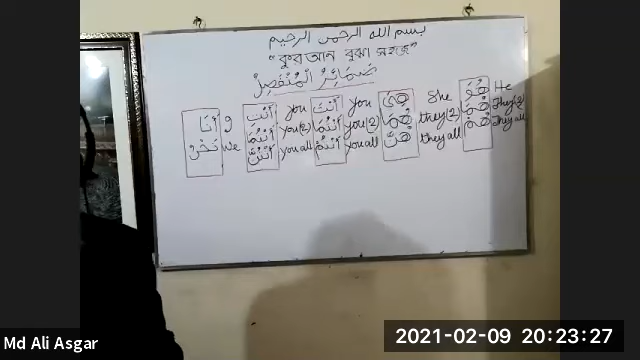 بسم الله الرحمن الرحيم
"কুরআন বুঝা সহজ"
ضَمَائِرُ الْمُنْفَصِلُ
هُوَ He هِيَ She أَنْتَ you أَنْتِ you أَنَا I
هُمَا They(2) هُمَا they(2) أَنْتُمَا you(2) أَنْتُمَا you(2) نَحْنُ we
هُمْ They all هُنَّ they all أَنْتُمْ you all أَنْتُنَّ you all
Md Ali Asgar
2021-02-09 20:23:27